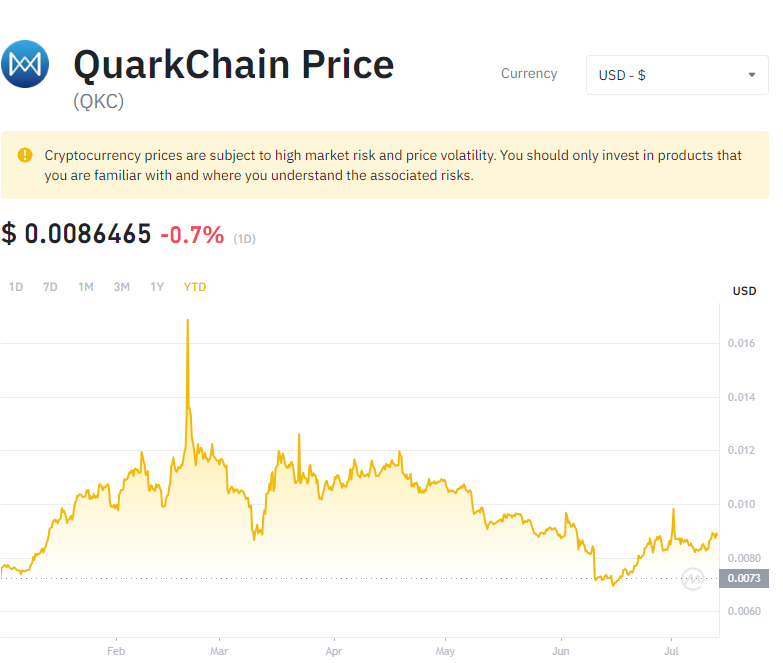 QuarkChain Price
(QKC)
Currency
USD - $
Cryptocurrency prices are subject to high market risk and price volatility. You should only invest in products that
you are familiar with and where you understand the associated risks.
$ 0.0086465 -0.7% (1D)
1D 7D 1M 3M 1Y YTD
USD
0.016
0.014
0.012
0.010
0.0080
0.0073
0.0060
Feb Mar Apr May Jun Jul